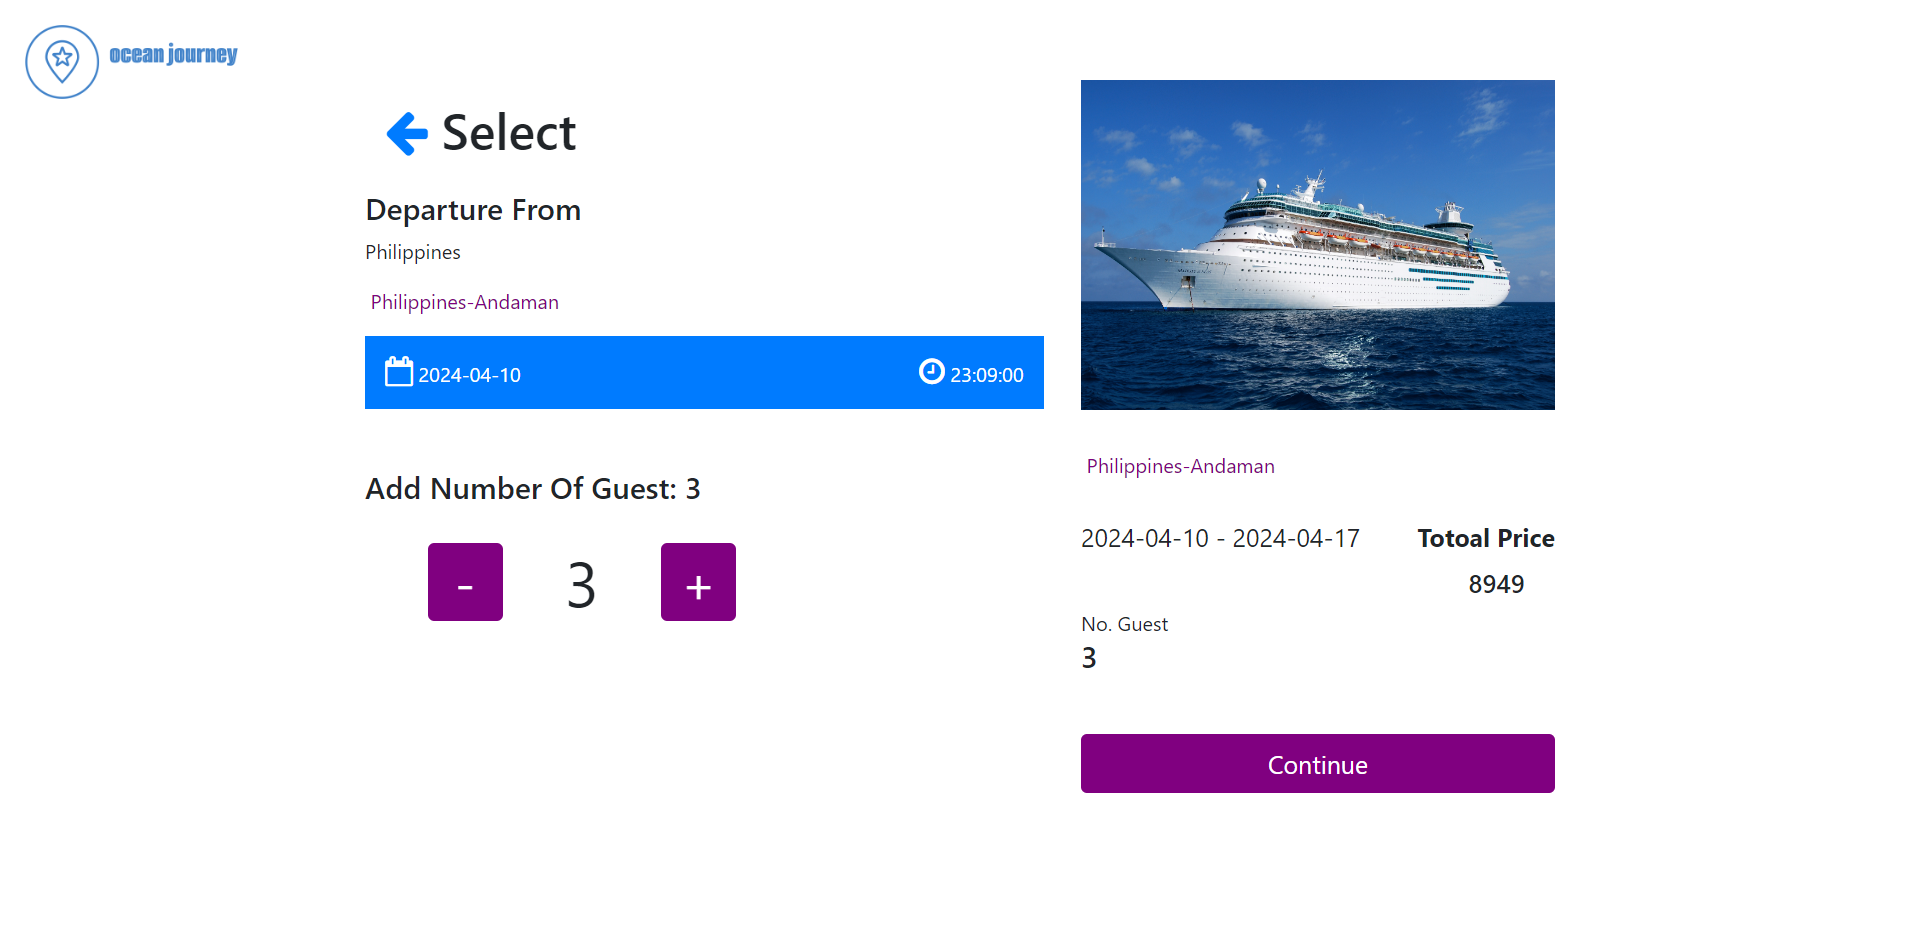 ocean journey
Select
Departure From
Philippines
Philippines-Andaman
2024-04-10
23:09:00
Add Number Of Guest: 3
-
3
+
Philippines-Andaman
2024-04-10 - 2024-04-17
Totoal Price
8949
No. Guest
3
Continue